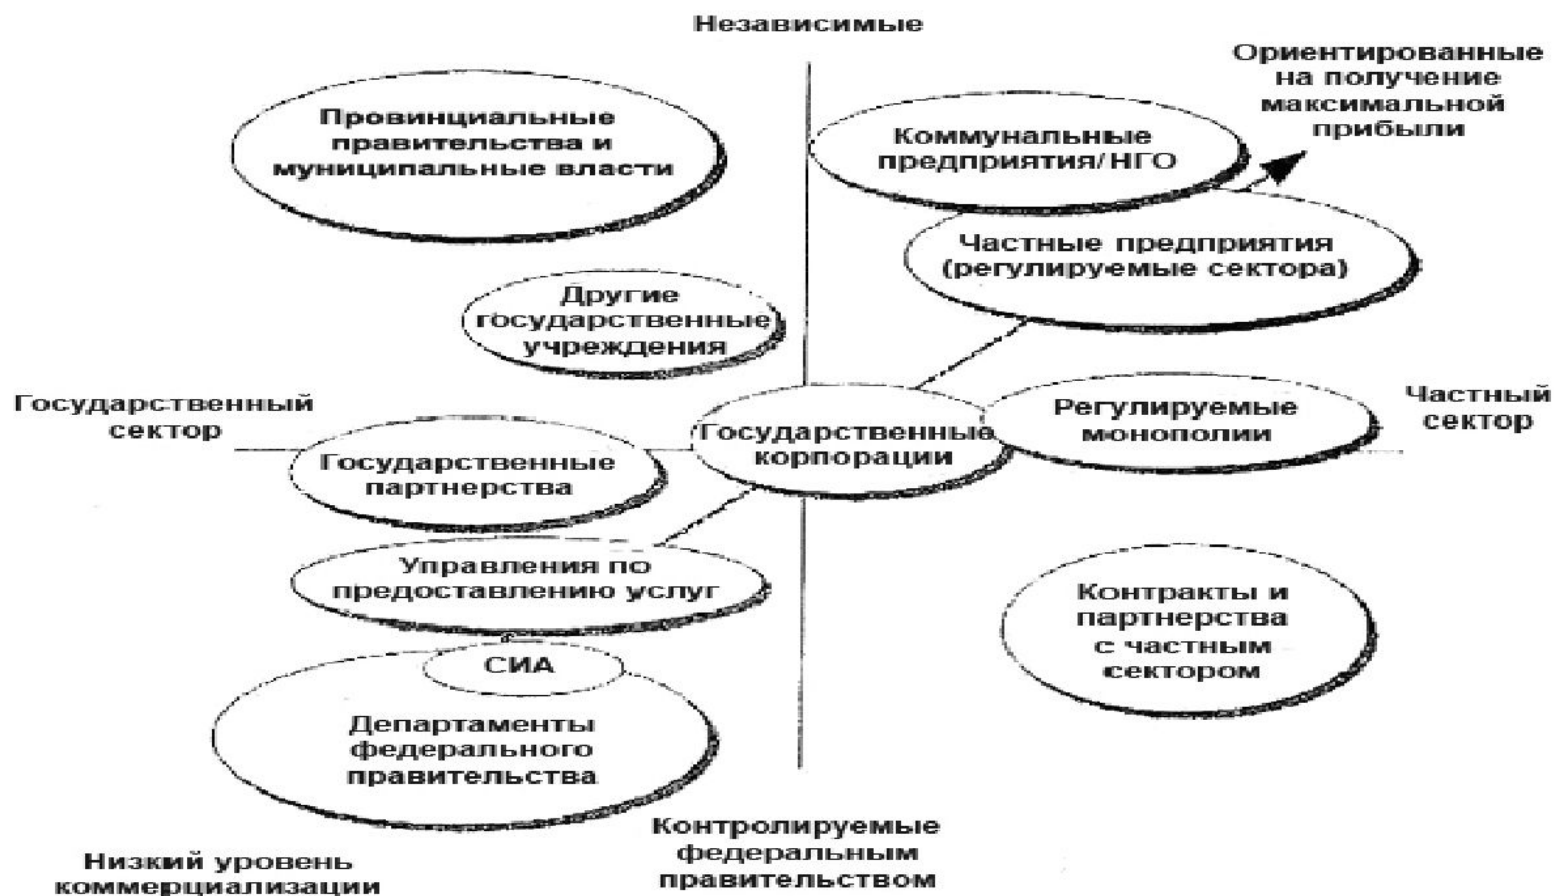 Независимые
Ориентированные
на получение
максимальной
прибыли
Провинциальные
правительства и
муниципальные власти
Коммунальные
предприятия/НГО
Частные предприятия
(регулируемые сектора)
Другие
государственные
учреждения
Государственный
сектор
Частный
сектор
Государственные
корпорации
Регулируемые
монополии
Государственные
партнерства
Управления по
предоставлению услуг
Контракты и
партнерства
с частным
сектором
СИА
Департаменты
федерального
правительства
Контролируемые
федеральным
правительством
Низкий уровень
коммерциализации